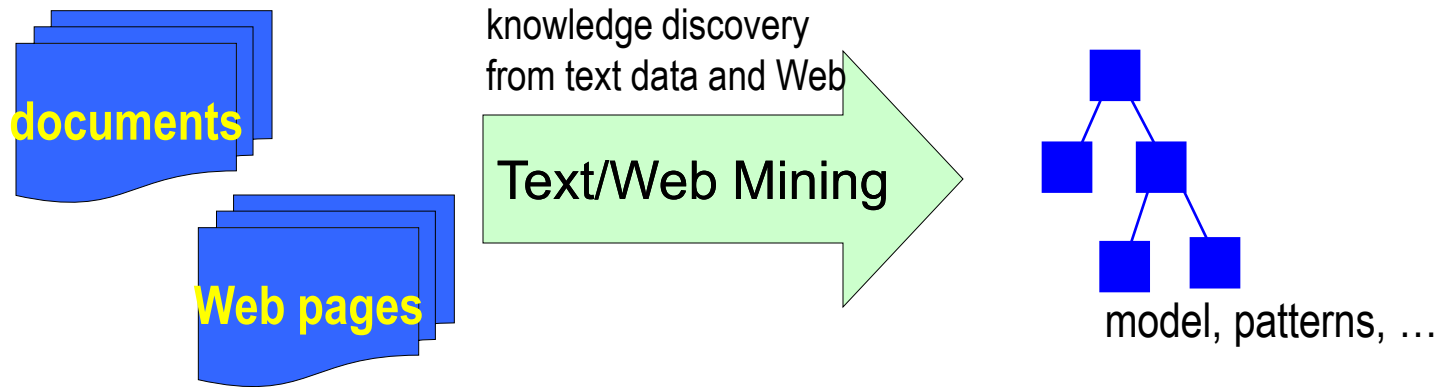 documents
Web pages
knowledge discovery
from text data and Web
Text/Web Mining
model, patterns, …